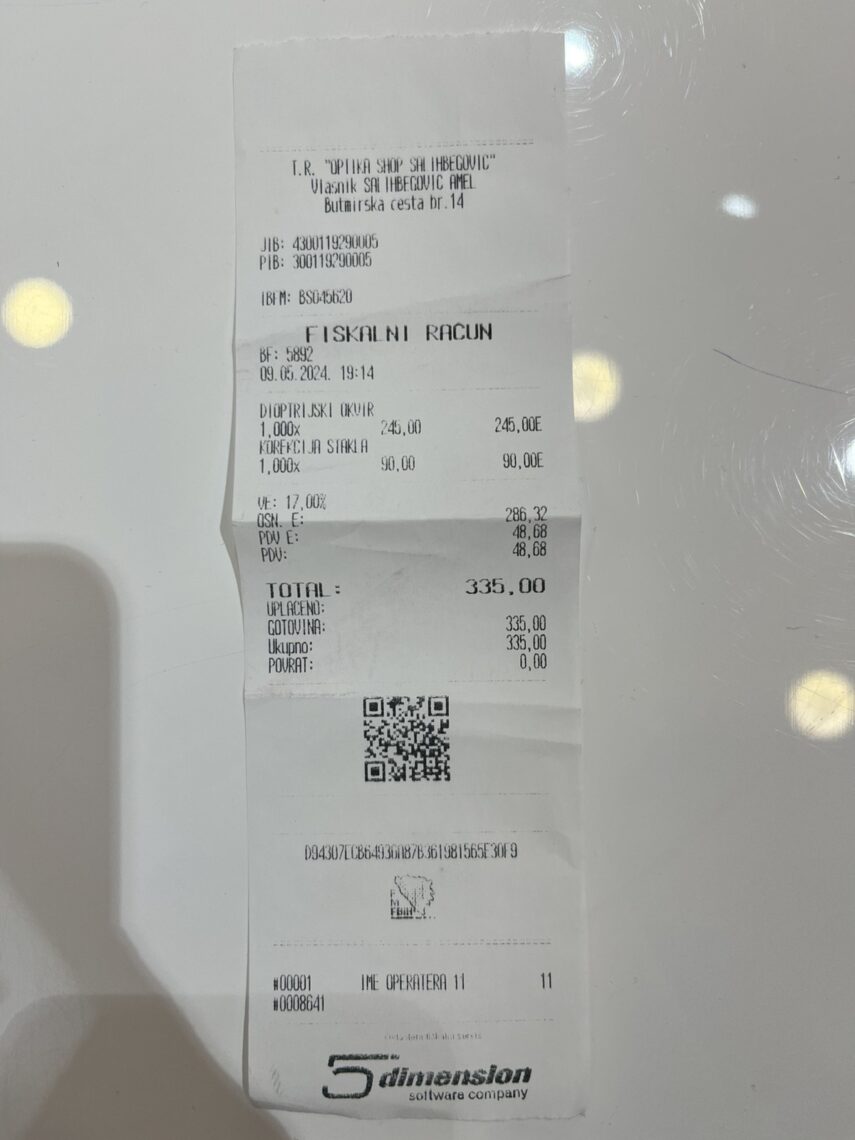 T.R. "OPTIKA SHOP SALIHBEGOVIC"
Vlasnik SALIHBEGOVIC AMEL
Butmirska cesta br.14
JIB: 4300119290005
PIB: 300119290005
IBFM: BS045620
FISKALNI RACUN
BF: 5892
09.05.2024. 19:14
DIOPTRIJSKI OKVIR
1,000x 245,00 245,00E
KOREKCIJA STAKLA
1,000x 90,00 90,00E
VE: 17,00%
OSN. E: 286,32
PDV E: 48,68
PDV: 48,68
TOTAL: 335,00
UPLACENO:
GOTOVINA: 335,00
Ukupno: 335,00
POVRAT: 0,00
FBiH
#00001 IME OPERATERA 11 11
#0008641
5 dimension
software company